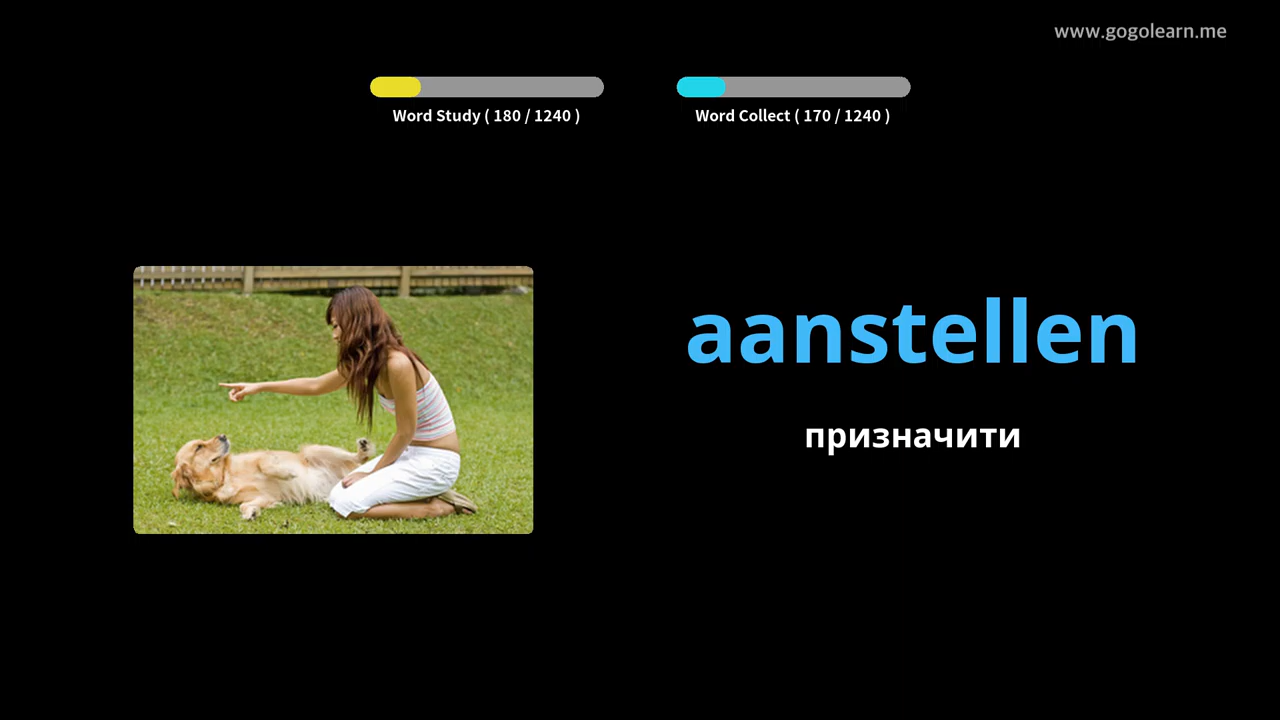 www.gogolearn.me
Word Study ( 180 / 1240 )
Word Collect ( 170 / 1240 )
aanstellen
призначити